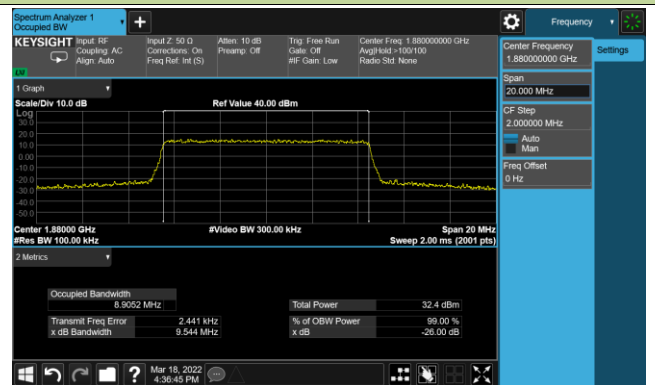 Spectrum Analyzer 1
Occupied BW
Frequency
KEYSIGHT
Input: RF
Coupling: AC
Align: Auto
Input Z: 50 Ω
Corrections: On
Freq Ref: Int (S)
Atten: 10 dB
Preamp: Off
Trig: Free Run
Gate: Off
#IF Gain: Low
Center Freq: 1.880000000 GHz
Avg|Hold:>100/100
Radio Std: None
Center Frequency
1.880000000 GHz
Settings
Span
20.000 MHz
CF Step
2.000000 MHz
Auto
Man
Freq Offset
0 Hz
1 Graph
Scale/Div 10.0 dB
Ref Value 40.00 dBm
Log
30.0
20.0
10.0
0.00
-10.0
-20.0
-30.0
-40.0
-50.0
Center 1.88000 GHz
#Video BW 300.00 kHz
Span 20 MHz
#Res BW 100.00 kHz
Sweep 2.00 ms (2001 pts)
2 Metrics
Occupied Bandwidth
8.9052 MHz
Total Power 32.4 dBm
Transmit Freq Error 2.441 kHz
% of OBW Power 99.00 %
x dB Bandwidth 9.544 MHz
x dB -26.00 dB
?
Mar 18, 2022
4:36:45 PM